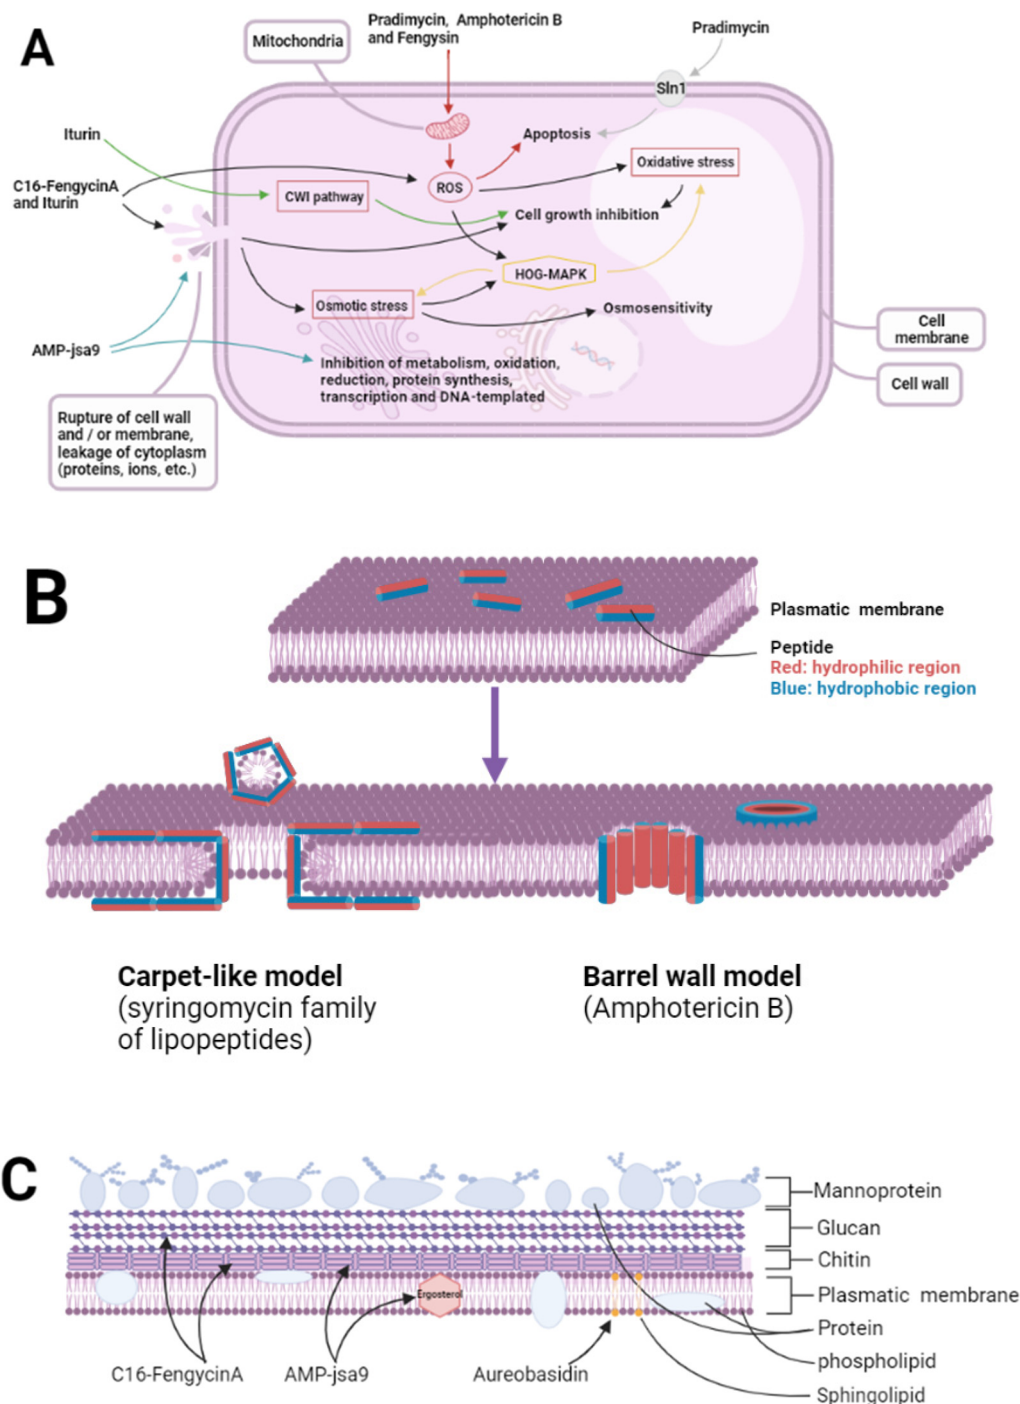 A
Mitochondria
Pradimycin, Amphotericin B
and Fengysin
Pradimycin
Sln1
Iturin
Apoptosis
Oxidative stress
C16-FengycinA
and Iturin
ROS
CWI pathway
Cell growth inhibition
HOG-MAPK
Osmotic stress
Osmosensitivity
AMP-jsa9
Inhibition of metabolism, oxidation,
reduction, protein synthesis,
transcription and DNA-templated
Cell
membrane
Cell wall
Rupture of cell wall
and / or membrane,
leakage of cytoplasm
(proteins, ions, etc.)
B
Plasmatic membrane
Peptide
Red: hydrophilic region
Blue: hydrophobic region
Carpet-like model
(syringomycin family
of lipopeptides)
Barrel wall model
(Amphotericin B)
C
Mannoprotein
Glucan
Chitin
Plasmatic membrane
Ergosterol
Protein
phospholipid
Sphingolipid
C16-FengycinA
AMP-jsa9
Aureobasidin